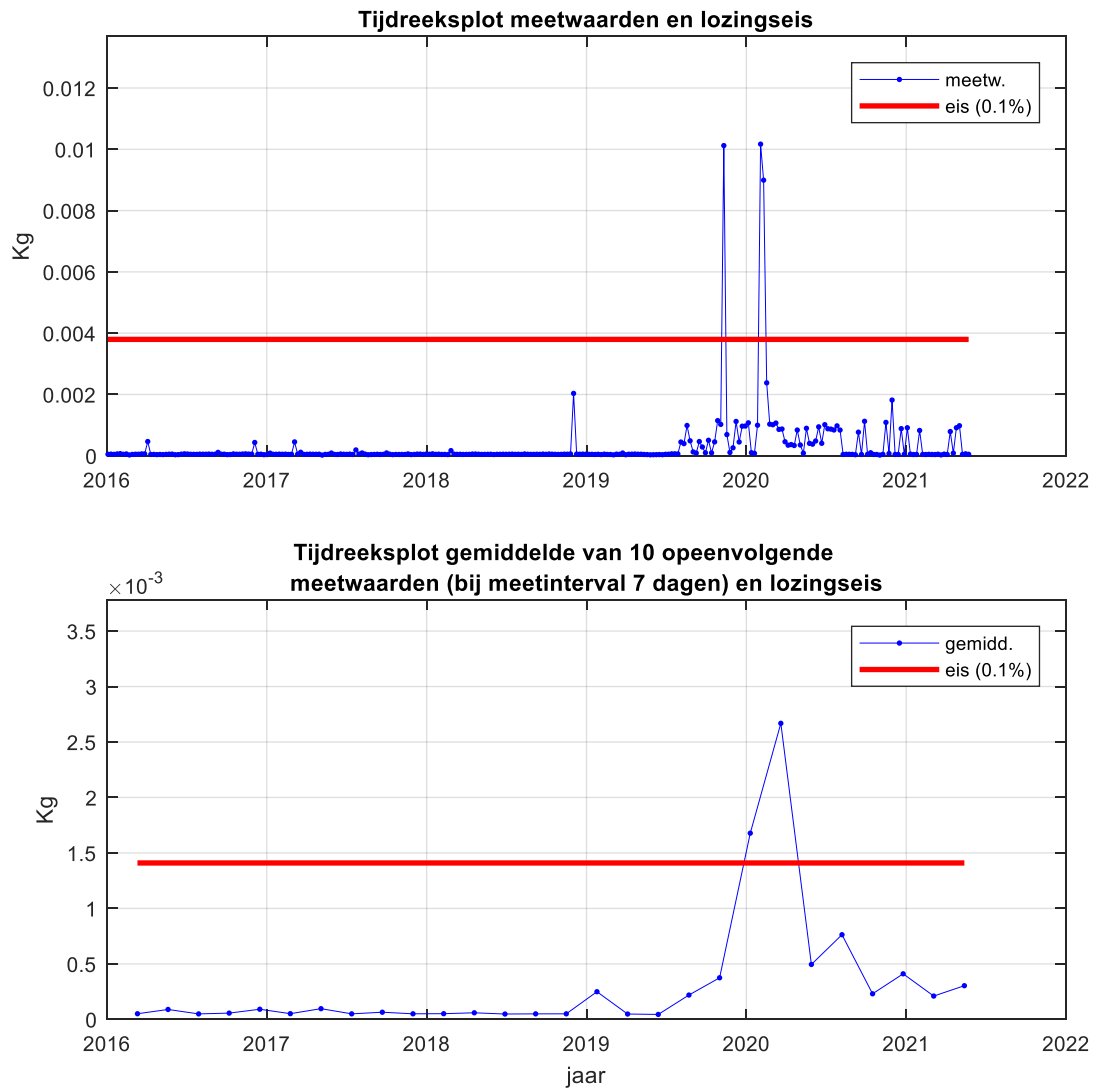 Tijdreeksplot meetwaarden en lozingseis
0.012
0.01
0.008
0.006
0.004
0.002
0
Kg
meetw.
eis (0.1%)
2016 2017 2018 2019 2020 2021 2022
Tijdreeksplot gemiddelde van 10 opeenvolgende
meetwaarden (bij meetinterval 7 dagen) en lozingseis
×10-3
3.5
3
2.5
2
1.5
1
0.5
0
Kg
gemidd.
eis (0.1%)
2016 2017 2018 2019 2020 2021 2022
jaar